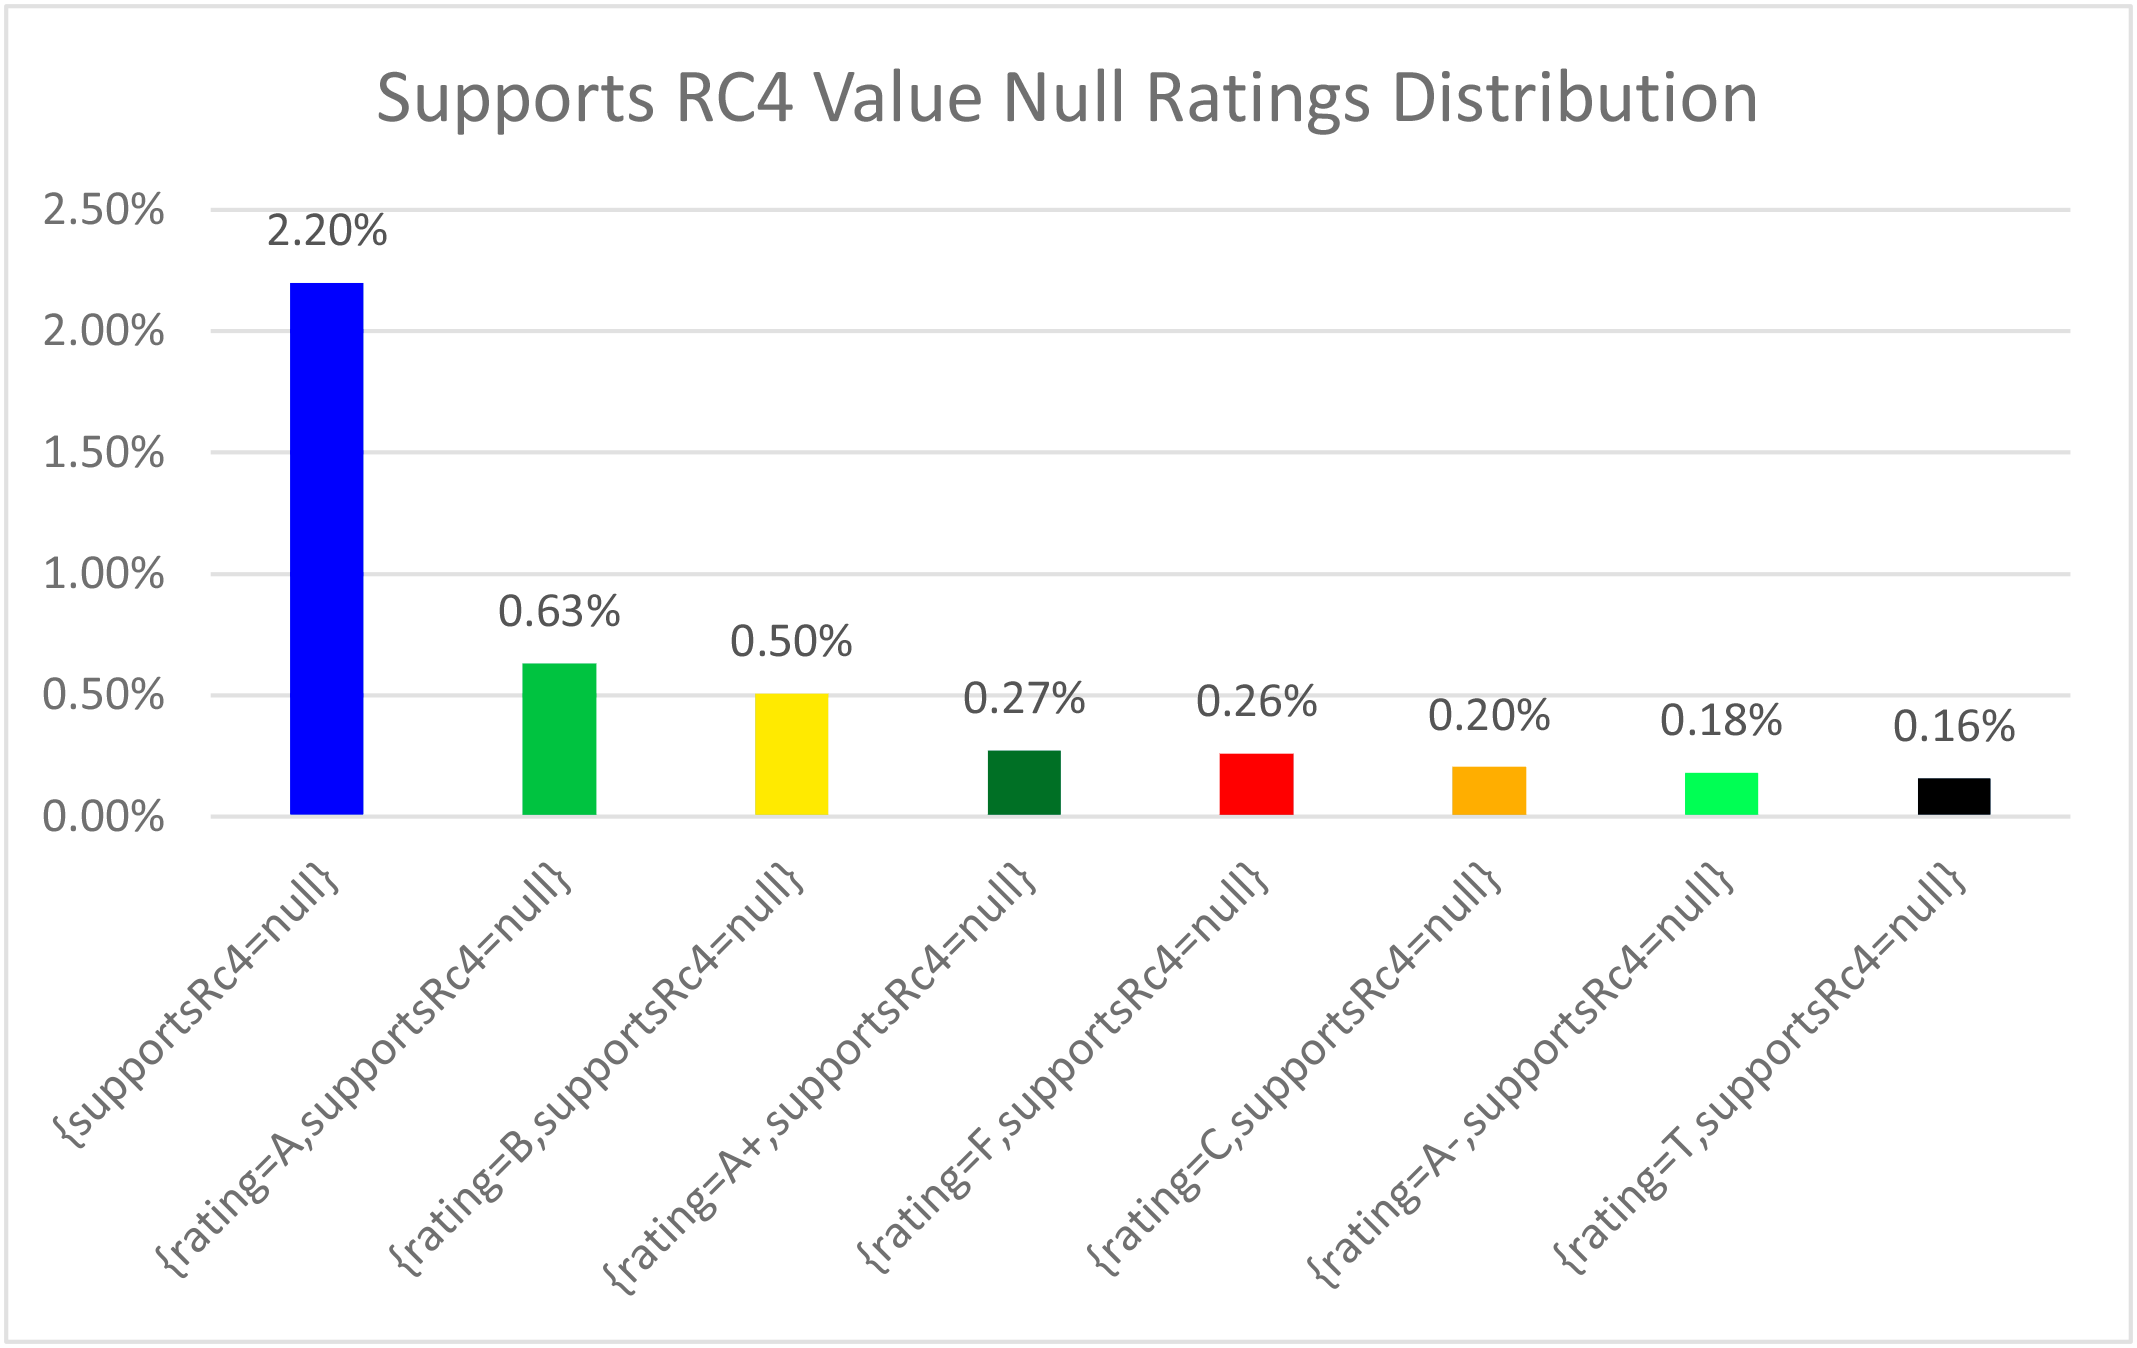 Supports RC4 Value Null Ratings Distribution
2.50%
2.00%
1.50%
1.00%
0.50%
0.00%
2.20%
0.63%
0.50%
0.27%
0.26%
0.20%
0.18%
0.16%
{supportsRc4=null}
{rating=A,supportsRc4=null}
{rating=B,supportsRc4=null}
{rating=A+,supportsRc4=null}
{rating=F,supportsRc4=null}
{rating=C,supportsRc4=null}
{rating=A-,supportsRc4=null}
{rating=T,supportsRc4=null}